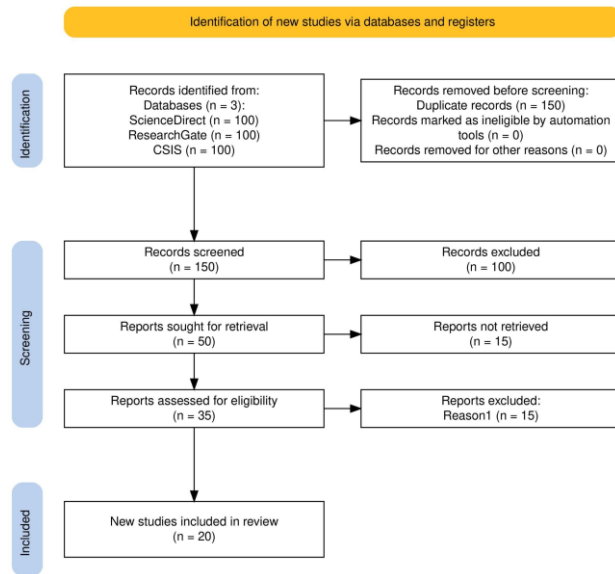 Identification of new studies via databases and registers
Identification
Records identified from:
Databases (n = 3):
ScienceDirect (n = 100)
ResearchGate (n = 100)
CSIS (n = 100)
Records removed before screening:
Duplicate records (n = 150)
Records marked as ineligible by automation
tools (n = 0)
Records removed for other reasons (n = 0)
Screening
Records screened
(n = 150)
Records excluded
(n = 100)
Reports sought for retrieval
(n = 50)
Reports not retrieved
(n = 15)
Reports assessed for eligibility
(n = 35)
Reports excluded:
Reason1 (n = 15)
Included
New studies included in review
(n = 20)